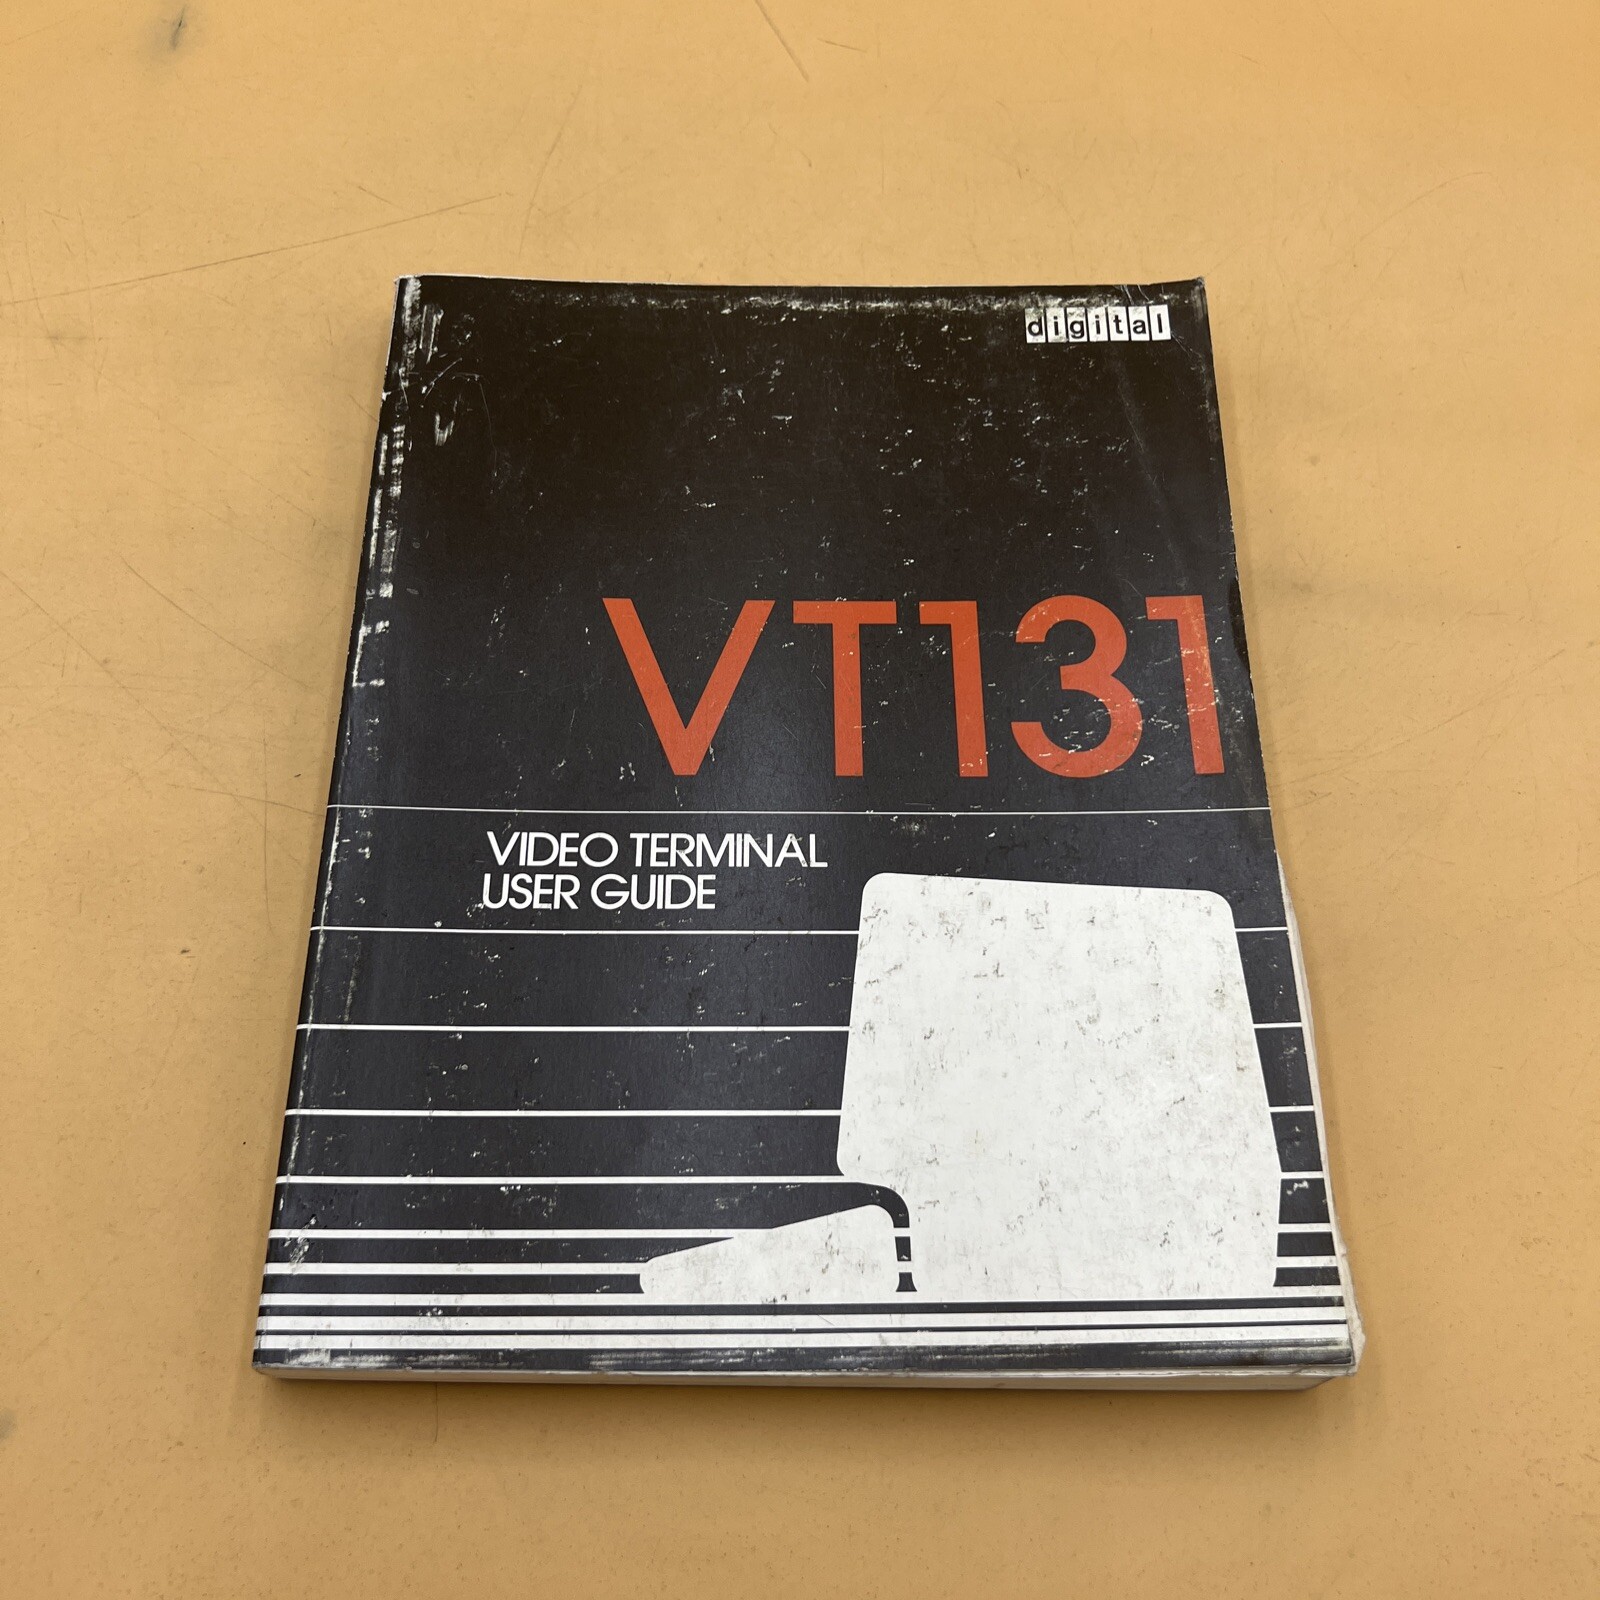 digital
VT131
VIDEO TERMINAL
USER GUIDE